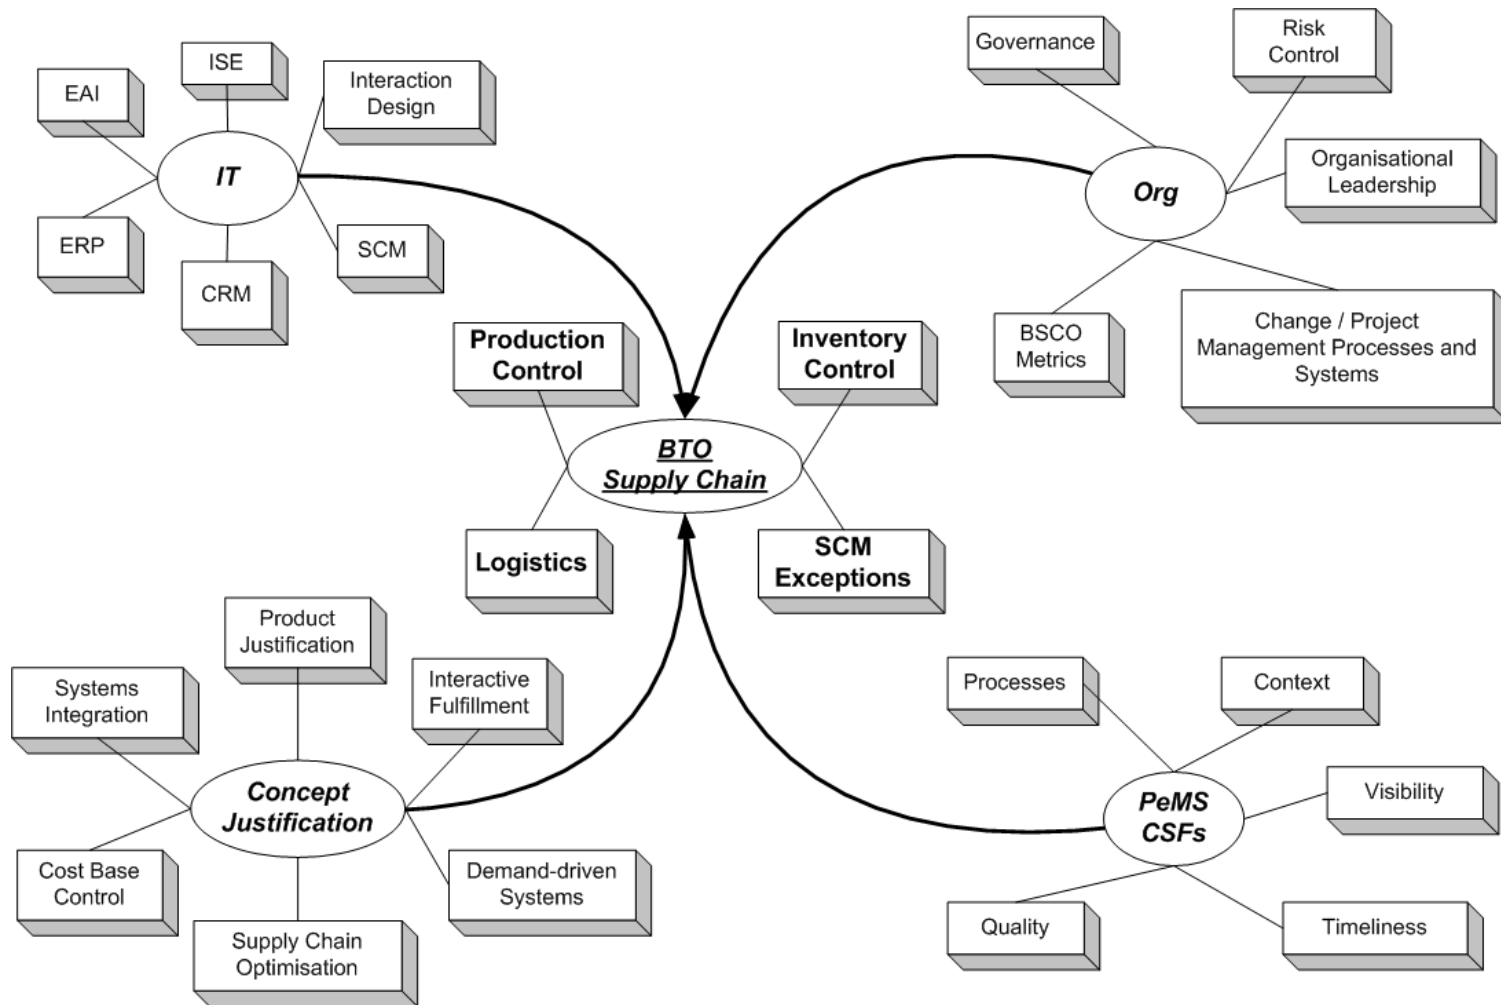 ISE
EAI
Interaction
Design
IT
ERP
CRM
SCM
Governance
Risk
Control
Organisational
Leadership
Org
BSCO
Metrics
Change / Project
Management Processes and
Systems
Production
Control
Inventory
Control
BTO
Supply Chain
Logistics
SCM
Exceptions
Product
Justification
Systems
Integration
Interactive
Fulfillment
Concept
Justification
Cost Base
Control
Demand-driven
Systems
Supply Chain
Optimisation
Processes
Context
Visibility
PeMS
CSFs
Quality
Timeliness